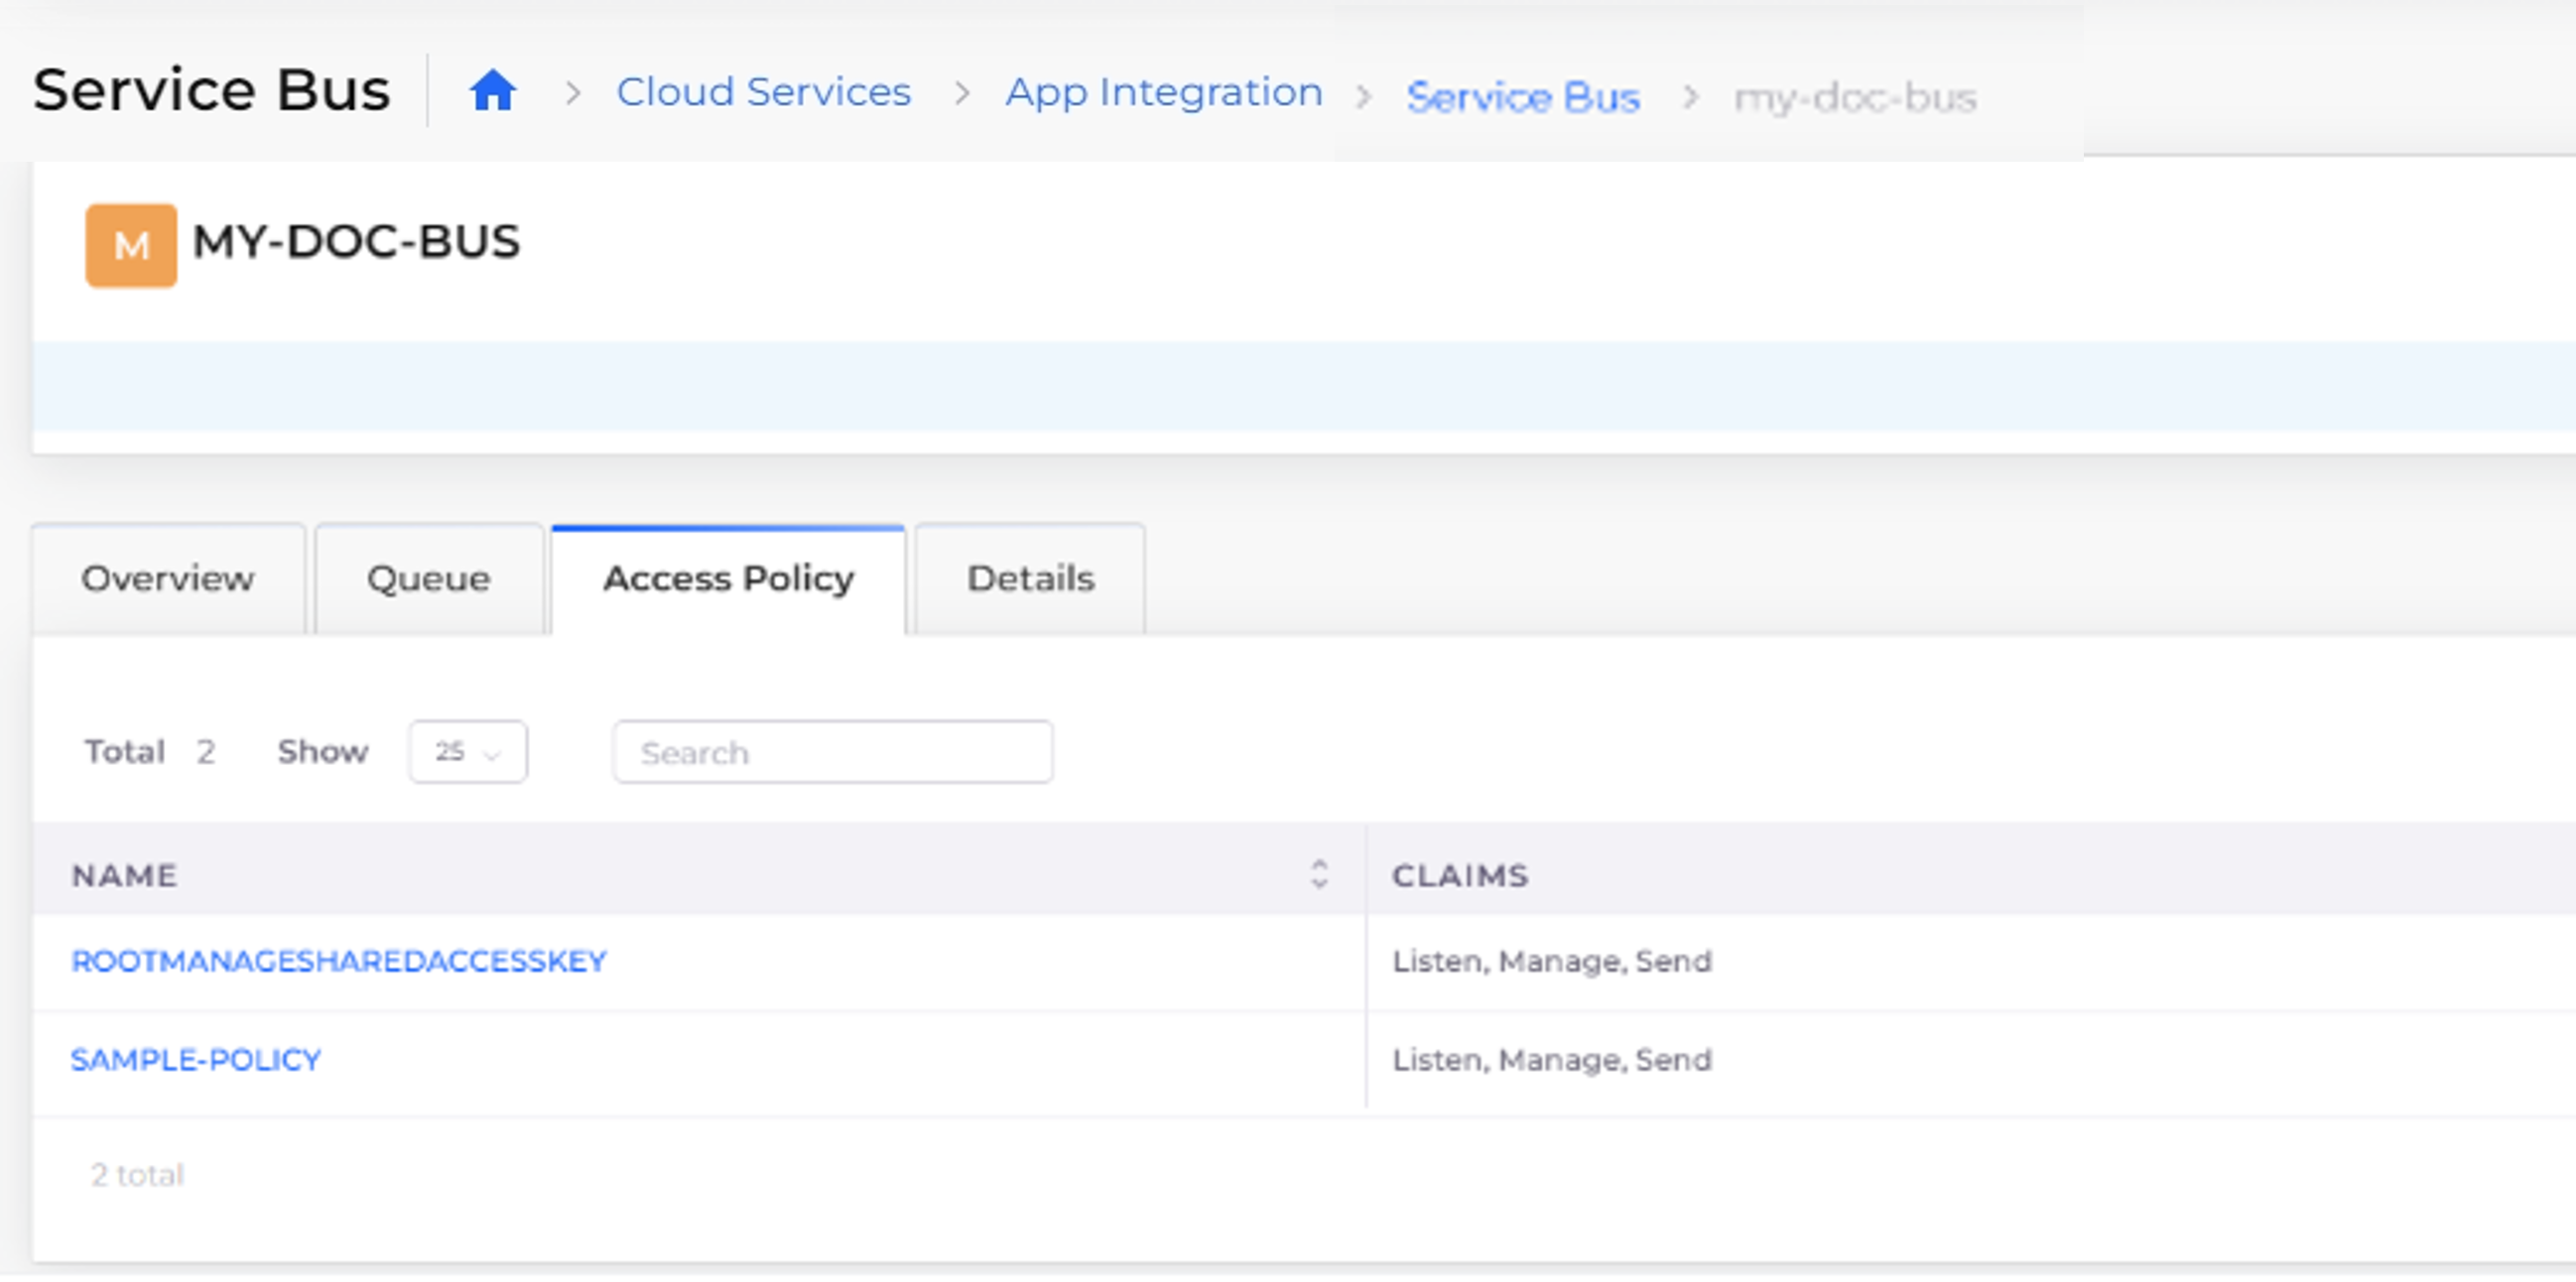 Service Bus > Cloud Services > App Integration > Service Bus > my-doc-bus
M MY-DOC-BUS
Overview Queue Access Policy Details
Total 2 Show 25 Search
NAME CLAIMS
ROOTMANAGESHAREDACCESSKEY Listen, Manage, Send
SAMPLE-POLICY Listen, Manage, Send
2 total